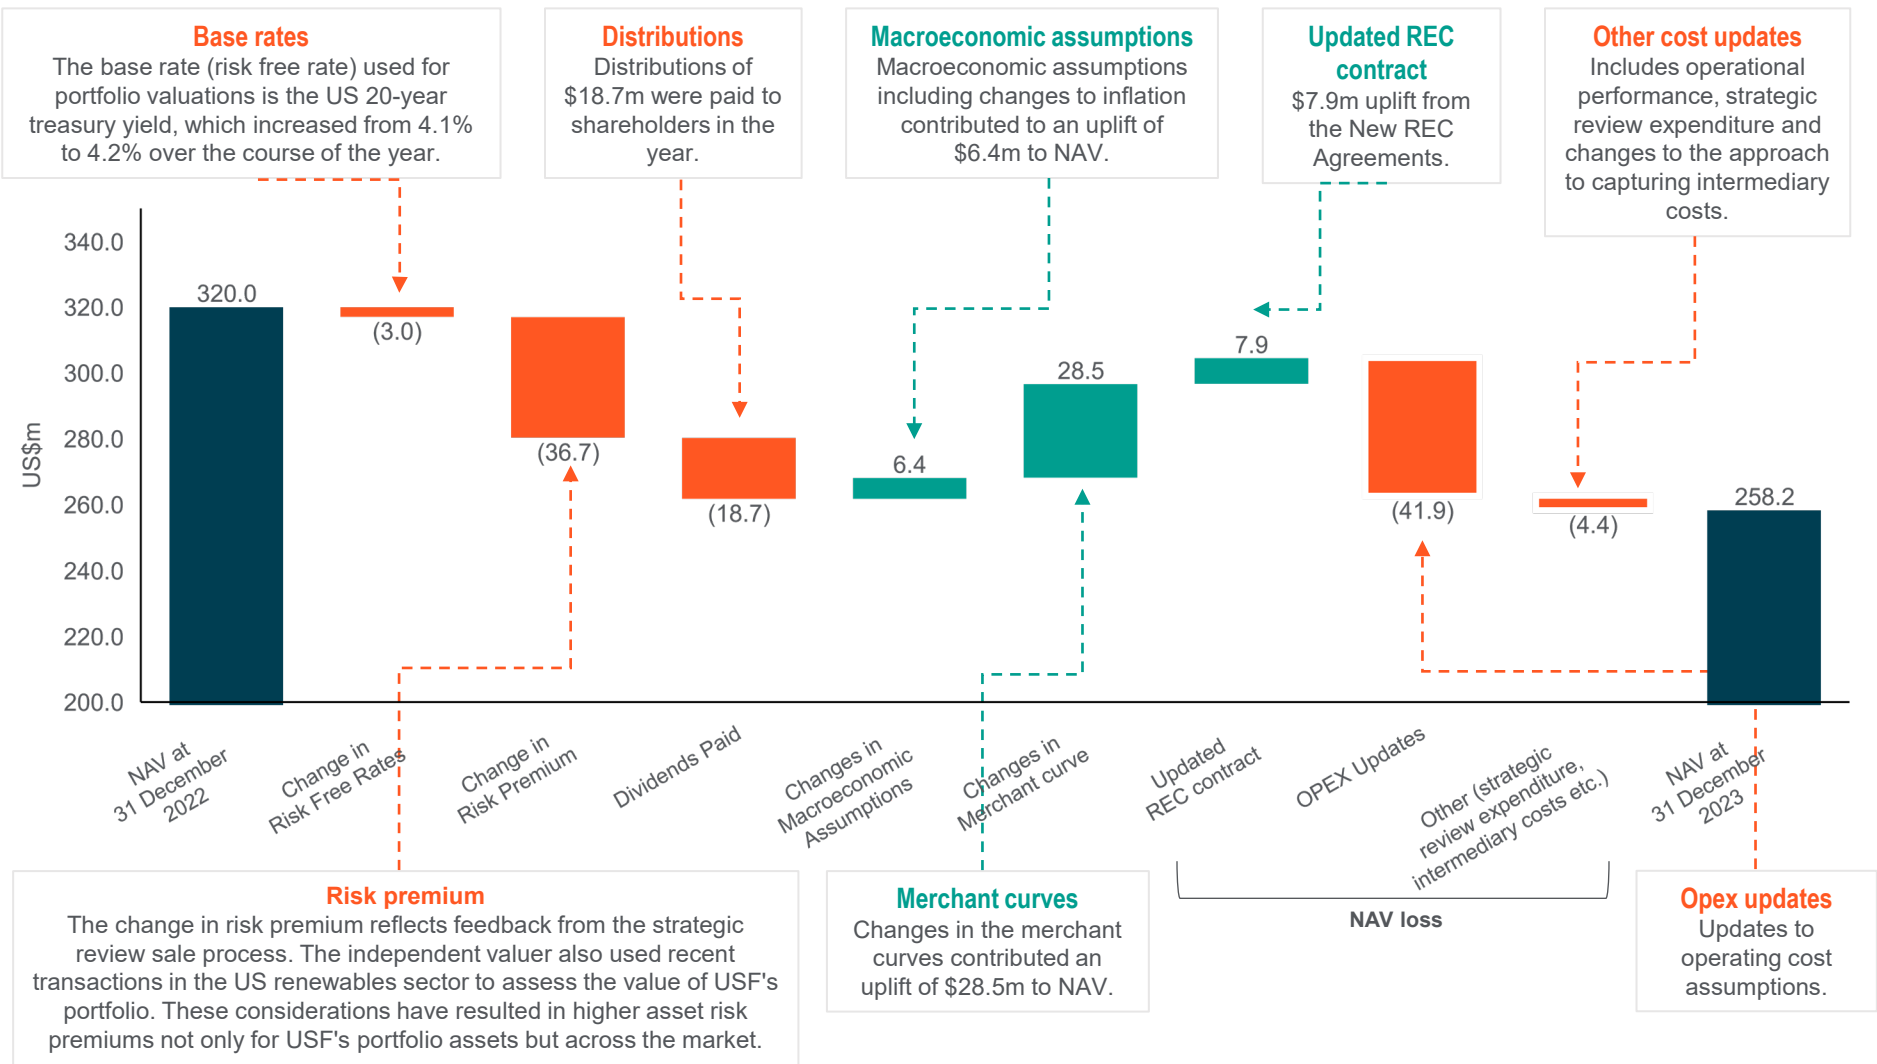 Base rates
The base rate (risk free rate) used for
portfolio valuations is the US 20-year
treasury yield, which increased from 4.1%
to 4.2% over the course of the year.
Distributions
Distributions of
$18.7m were paid to
shareholders in the
year.
Macroeconomic assumptions
Macroeconomic assumptions
including changes to inflation
contributed to an uplift of
$6.4m to NAV.
Updated REC
contract
$7.9m uplift from
the New REC
Agreements.
Other cost updates
Includes operational
performance, strategic
review expenditure and
changes to the approach
to capturing intermediary
costs.
US$m
340.0
320.0
300.0
280.0
260.0
240.0
220.0
200.0
320.0
(3.0)
(36.7)
(18.7)
6.4
28.5
7.9
(41.9)
(4.4)
258.2
NAV at
31 December
2022
Change in
Risk Free Rates
Change in
Risk Premium
Dividends Paid
Changes in
Macroeconomic
Assumptions
Changes in
Merchant curve
Updated
REC contract
OPEX Updates
Other (strategic
review expenditure,
intermediary costs etc.)
NAV at
31 December
2023
NAV loss
Risk premium
The change in risk premium reflects feedback from the strategic
review sale process. The independent valuer also used recent
transactions in the US renewables sector to assess the value of USF's
portfolio. These considerations have resulted in higher asset risk
premiums not only for USF's portfolio assets but across the market.
Merchant curves
Changes in the merchant
curves contributed an
uplift of $28.5m to NAV.
Opex updates
Updates to
operating cost
assumptions.